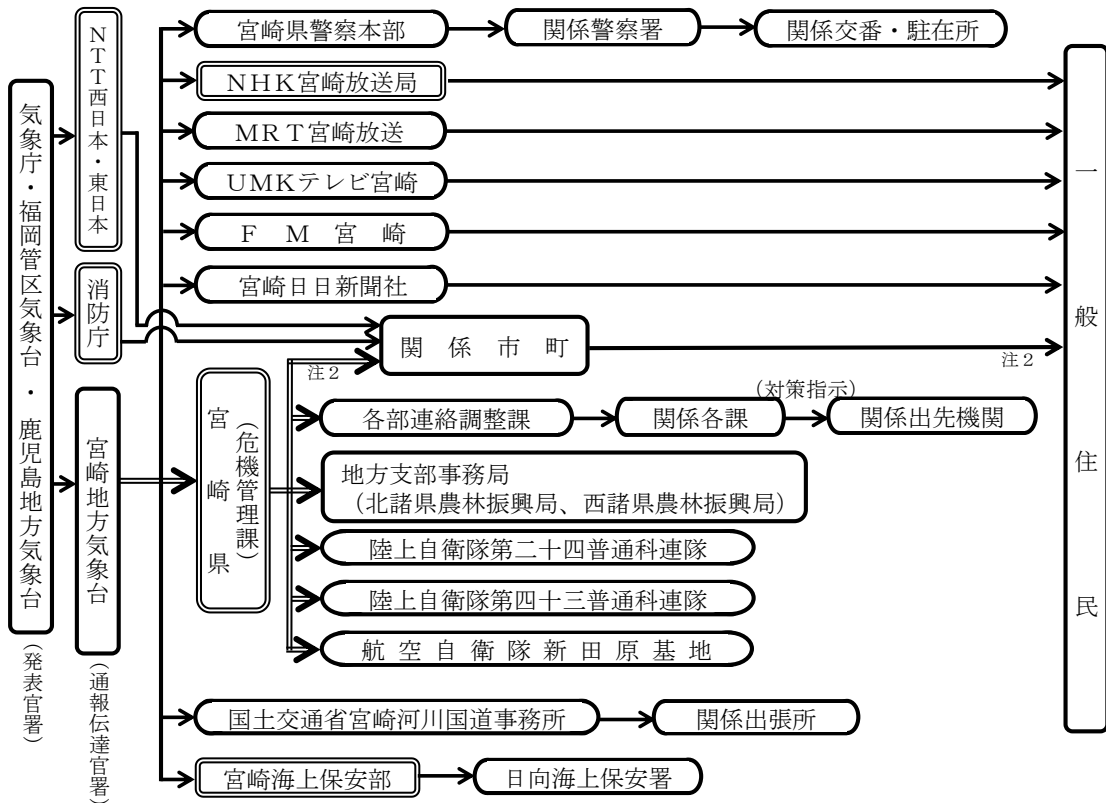 気象庁・福岡管区気象台・鹿児島地方気象台
(発表官署)
NTT西日本・東日本
消防庁
宮崎地方気象台
(通報伝達官署)
宮崎県警察本部
関係警察署
関係交番・駐在所
NHK宮崎放送局
MRT宮崎放送
UMKテレビ宮崎
FM宮崎
宮崎日日新聞社
関係市町
注2
注2
宮崎県
(危機管理課)
各部連絡調整課
関係各課
(対策指示)
関係出先機関
地方支部事務局
(北諸県農林振興局、西諸県農林振興局)
陸上自衛隊第二十四普通科連隊
陸上自衛隊第四十三普通科連隊
航空自衛隊新田原基地
国土交通省宮崎河川国道事務所
関係出張所
宮崎海上保安部
日向海上保安署
一般住民